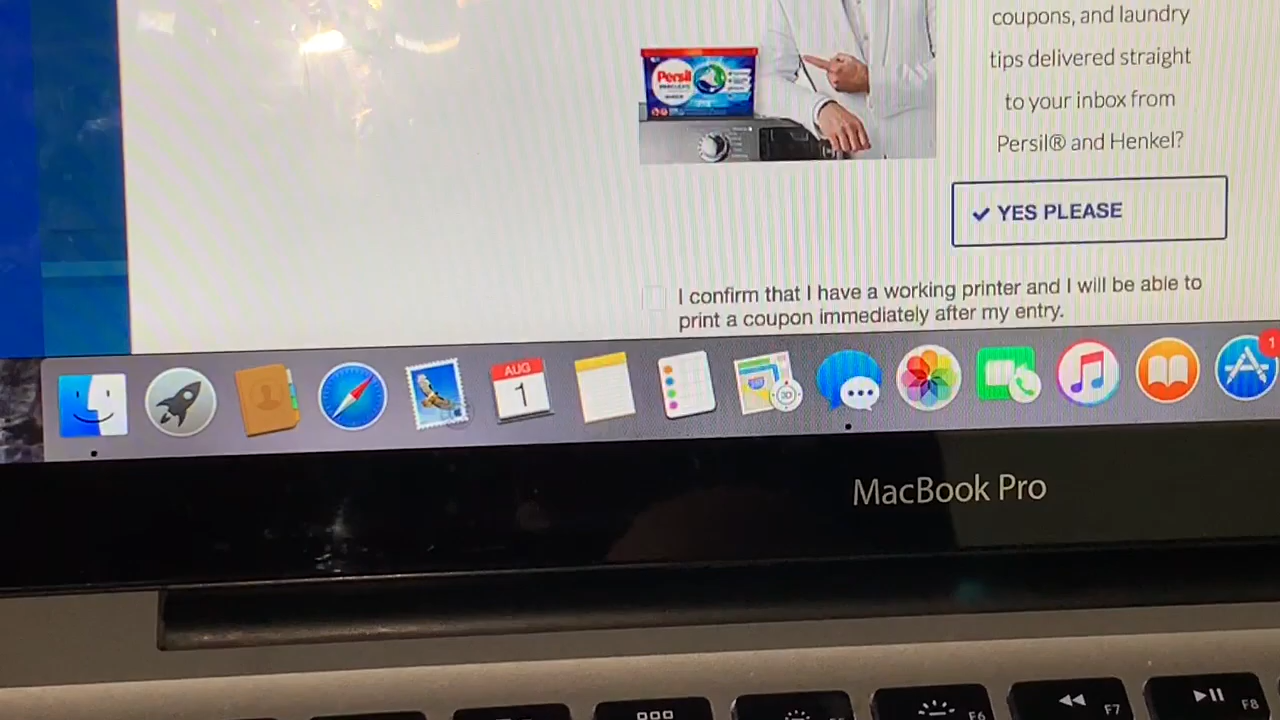 coupons, and laundry
tips delivered straight
to your inbox from
Persil® and Henkel?
Persil
✓ YES PLEASE
I confirm that I have a working printer and I will be able to
print a coupon immediately after my entry.
AUG
1
3D
1
MacBook Pro
F6
F7
F8